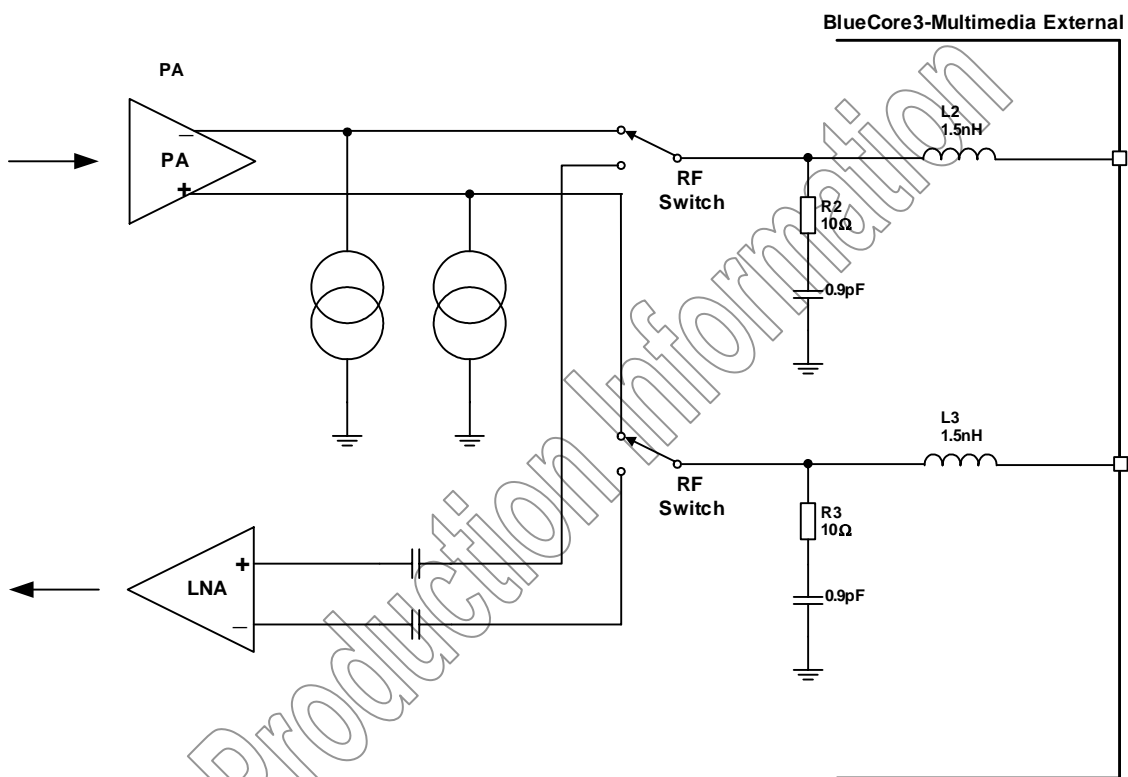 BlueCore3-Multimedia External
PA
L2
1.5nH
PA
RF
Switch
R2
10Ω
0.9pF
L3
1.5nH
RF
Switch
R3
10Ω
LNA
0.9pF
Production Information